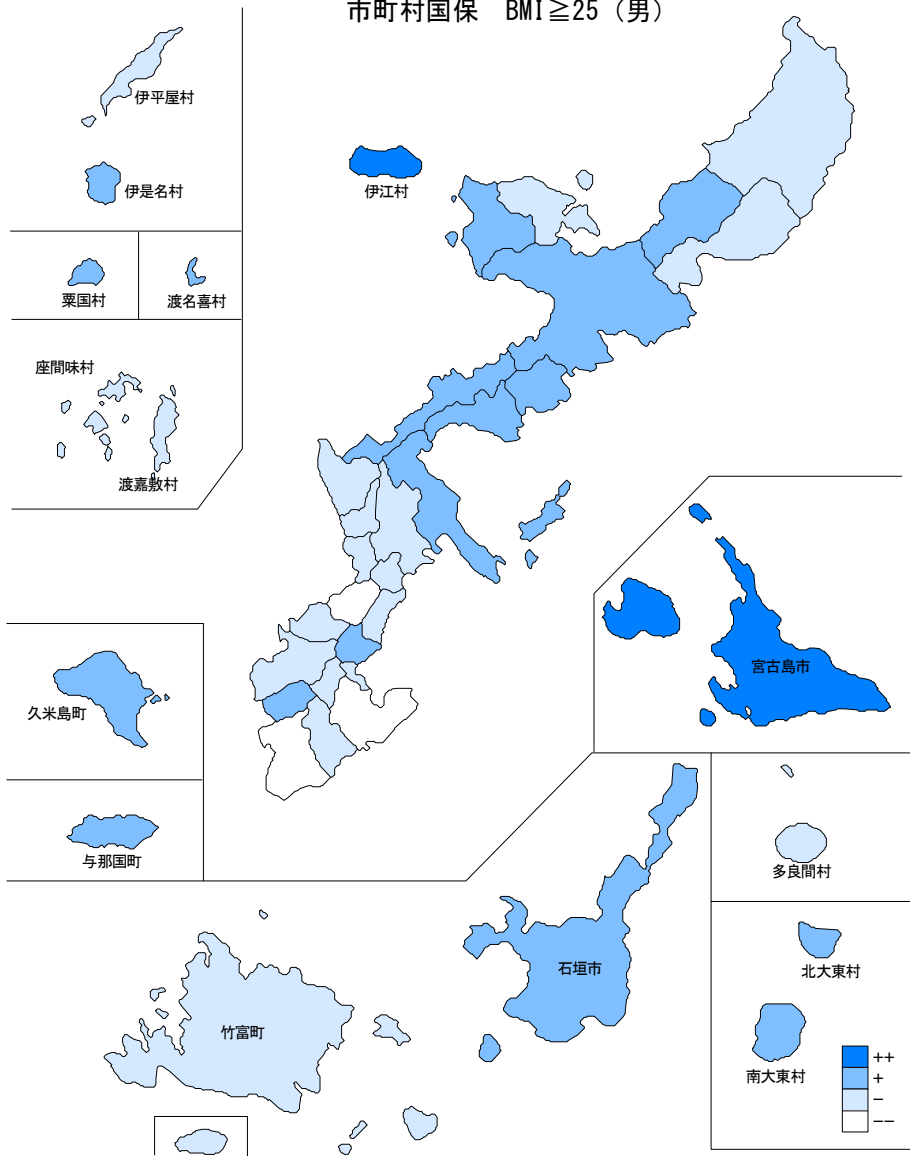 市町村国保 BMI≧25（男）
伊平屋村
伊是名村
伊江村
粟国村
渡名喜村
座間味村
渡嘉敷村
宮古島市
久米島町
与那国町
多良間村
北大東村
石垣市
竹富町
南大東村
++
+
-
--